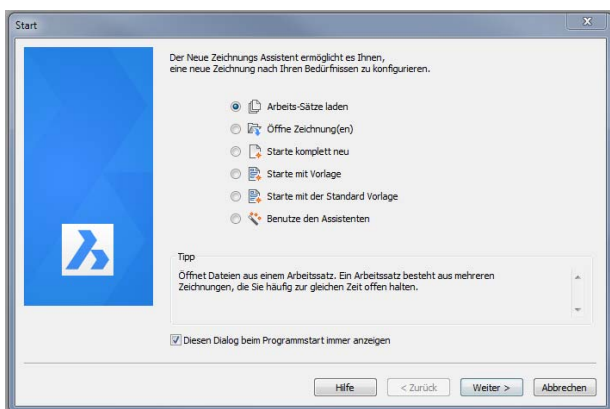 Start
Der Neue Zeichnungs Assistent ermöglicht es Ihnen,
eine neue Zeichnung nach Ihren Bedürfnissen zu konfigurieren.
Arbeits-Sätze laden
Öffne Zeichnung(en)
Starte komplett neu
Starte mit Vorlage
Starte mit der Standard Vorlage
Benutze den Assistenten
Tipp
Öffnet Dateien aus einem Arbeitssatz. Ein Arbeitssatz besteht aus mehreren
Zeichnungen, die Sie häufig zur gleichen Zeit offen halten.
Diesen Dialog beim Programmstart immer anzeigen
Hilfe < Zurück Weiter > Abbrechen